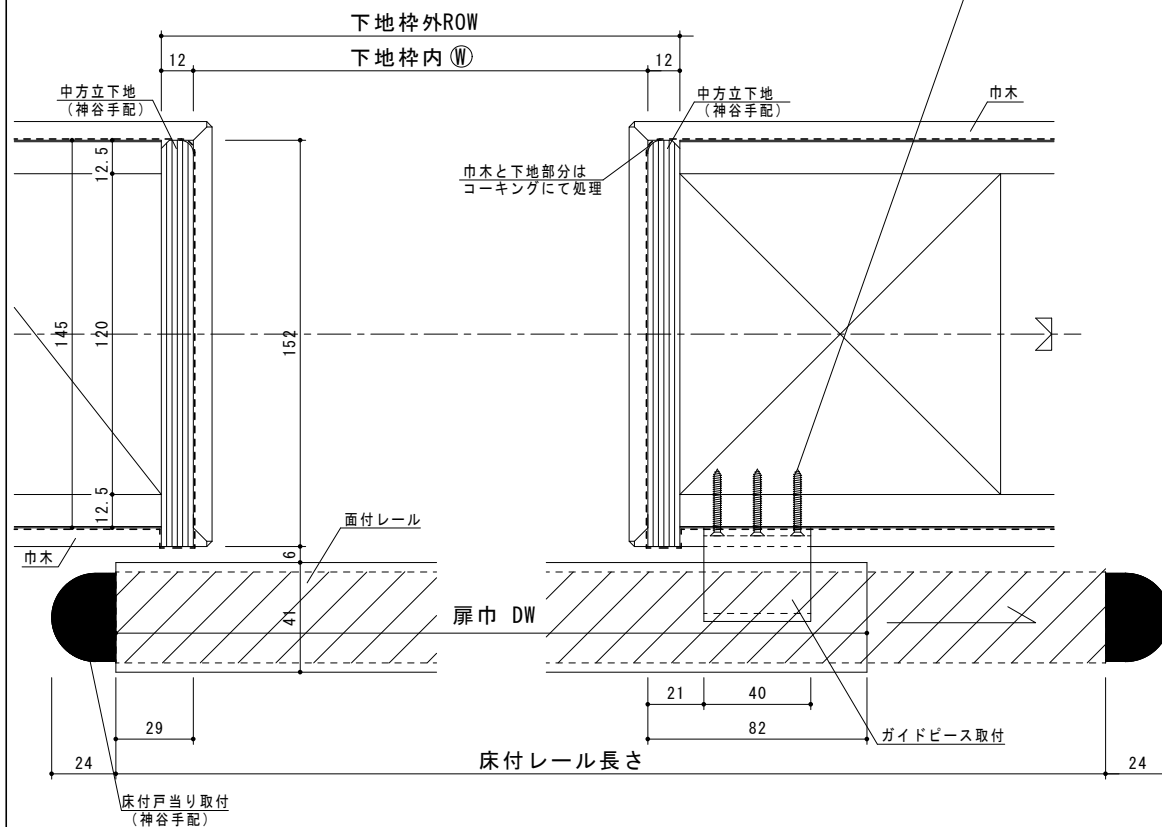 下地枠外ROW
12
下地枠内 Ⓦ
12
中方立下地
(神谷手配)
中方立下地
(神谷手配)
巾木
巾木と下地部分は
コーキングにて処理
12.5
145
120
152
12.5
面付レール
巾木
6
41
扉巾 DW
21
40
29
82
ガイドピース取付
24
床付レール長さ
24
床付戸当り取付
(神谷手配)